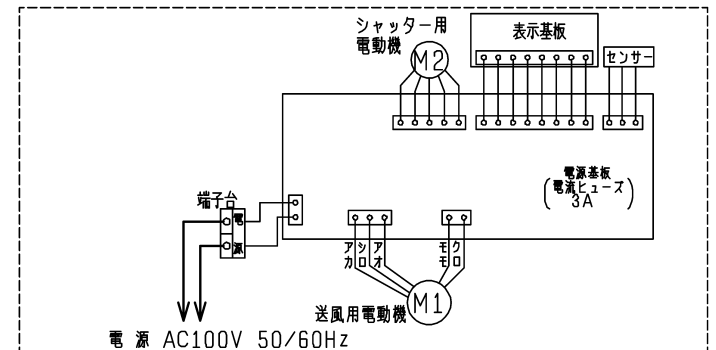 シャッター用
電動機
M2
表示基板
センサー
電源基板
(電流ヒューズ
3A)
端子台
電
源
アカ
シロ
アオ
モモ
クロ
送風用電動機
M1
電 源 AC100V 50/60Hz